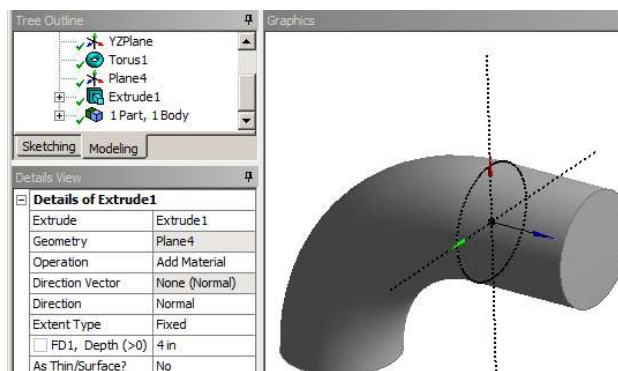 Tree Outline
YZPlane
Torus1
Plane4
Extrude1
1 Part, 1 Body
Sketching Modeling
Details View
Details of Extrude1
Extrude Extrude1
Geometry Plane4
Operation Add Material
Direction Vector None (Normal)
Direction Normal
Extent Type Fixed
FD1, Depth (>0) 4 in
As Thin/Surface? No
Graphics